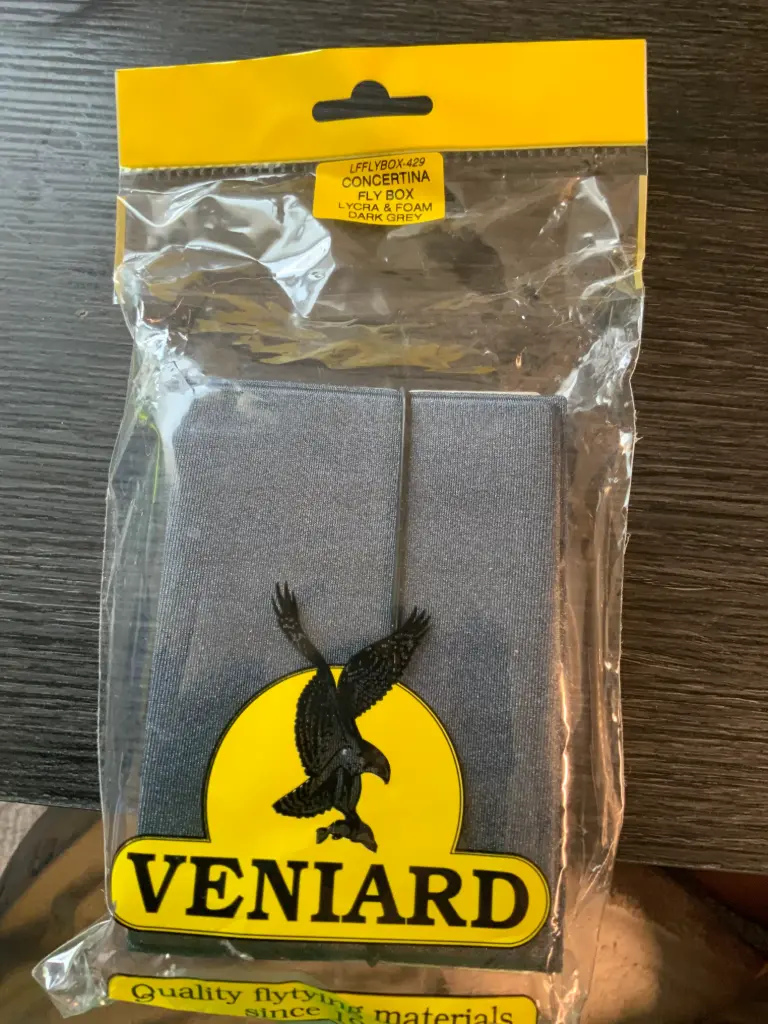 LFFLYBOX-429
CONCERTINA
FLY BOX
LYCRA & FOAM
DARK GREY
VENIARD
Quality flytying materials
since